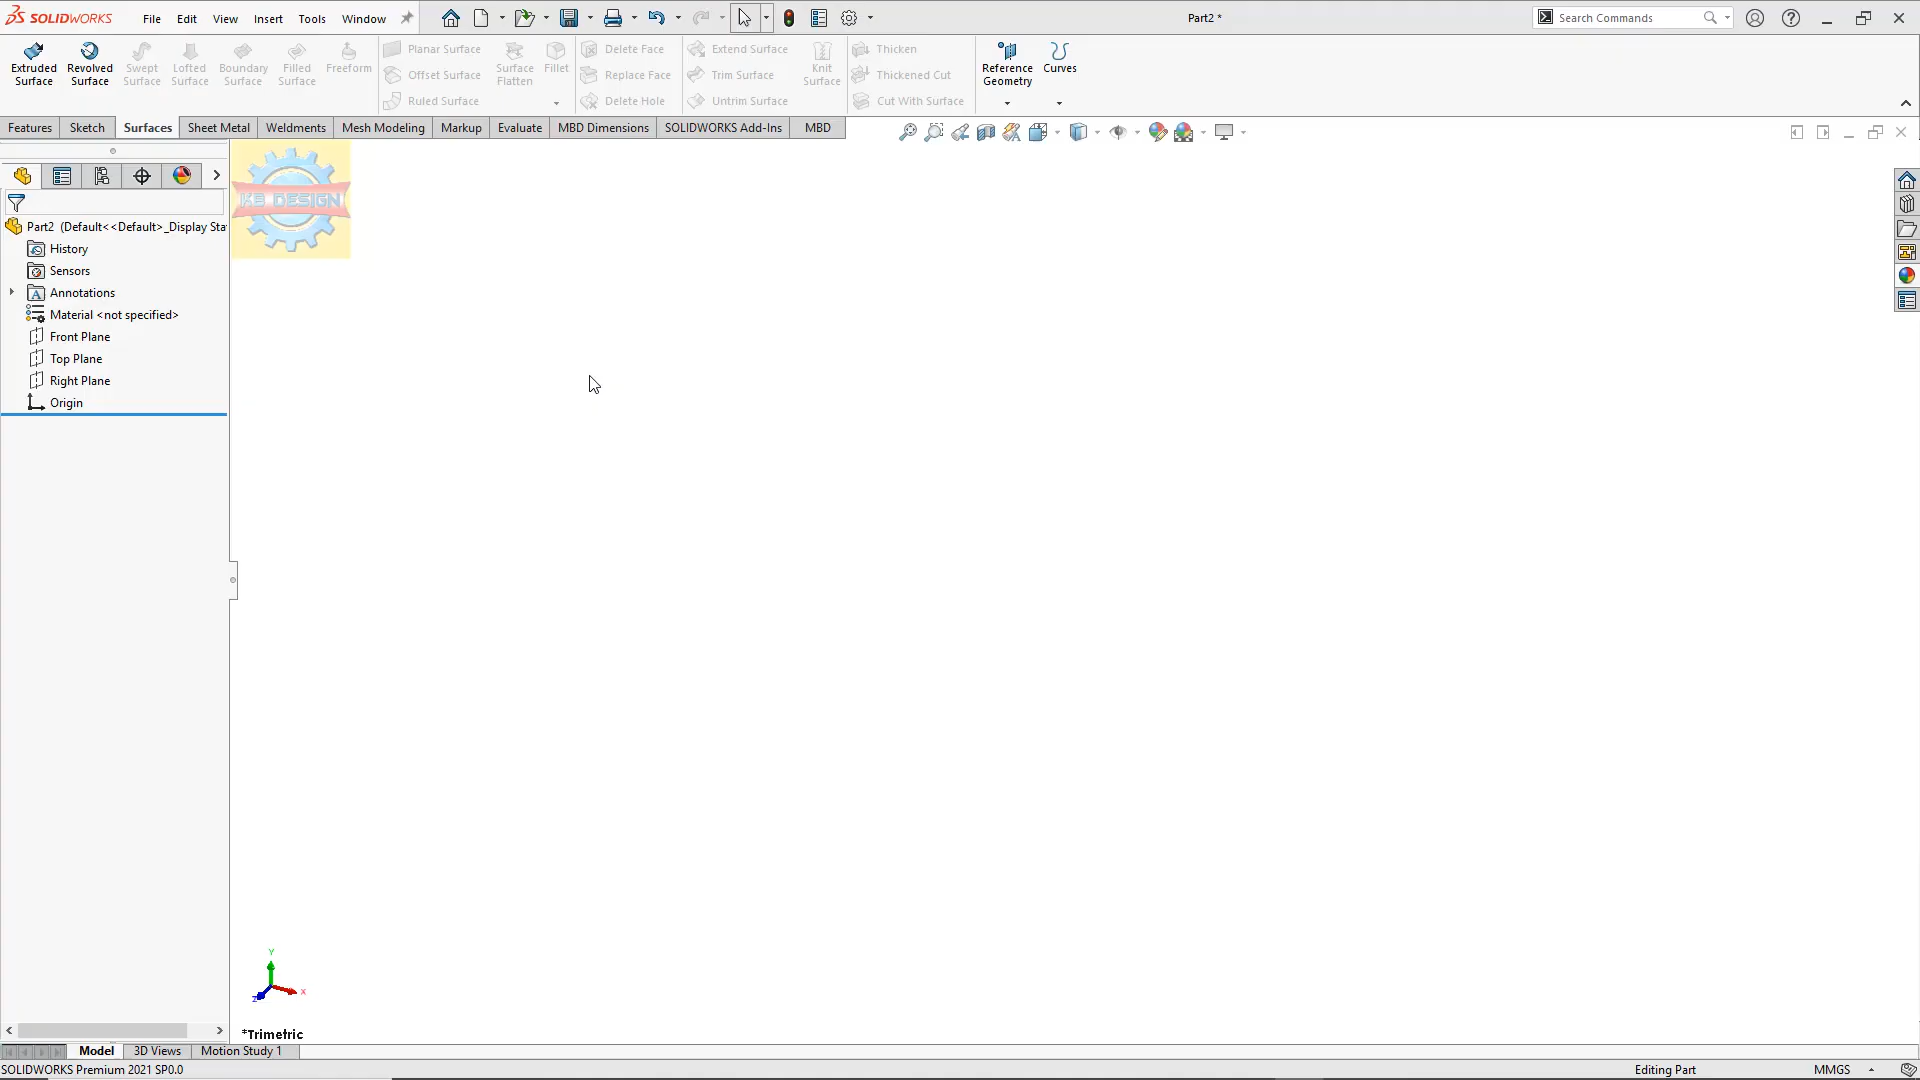 SOLIDWORKS File Edit View Insert Tools Window Part2 * Search Commands
Extruded Surface
Revolved Surface
Swept Surface
Lofted Surface
Boundary Surface
Filled Surface
Freeform
Planar Surface
Offset Surface
Ruled Surface
Surface Flatten
Fillet
Delete Face
Replace Face
Delete Hole
Extend Surface
Trim Surface
Untrim Surface
Knit Surface
Thicken
Thickened Cut
Cut With Surface
Reference Geometry
Curves
Features Sketch Surfaces Sheet Metal Weldments Mesh Modeling Markup Evaluate MBD Dimensions SOLIDWORKS Add-Ins MBD
KS DESIGN
Part2 (Default<<Default>_Display Sta
History
Sensors
Annotations
Material <not specified>
Front Plane
Top Plane
Right Plane
Origin
Y
X
Z
*Trimetric
Model 3D Views Motion Study 1
SOLIDWORKS Premium 2021 SP0.0 Editing Part MMGS